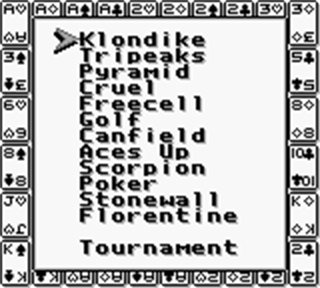 Klondike
Tripeaks
Pyramid
Cruel
Freecell
Golf
Canfield
Aces Up
Scorpion
Poker
Stonewall
Florentine
Tournament